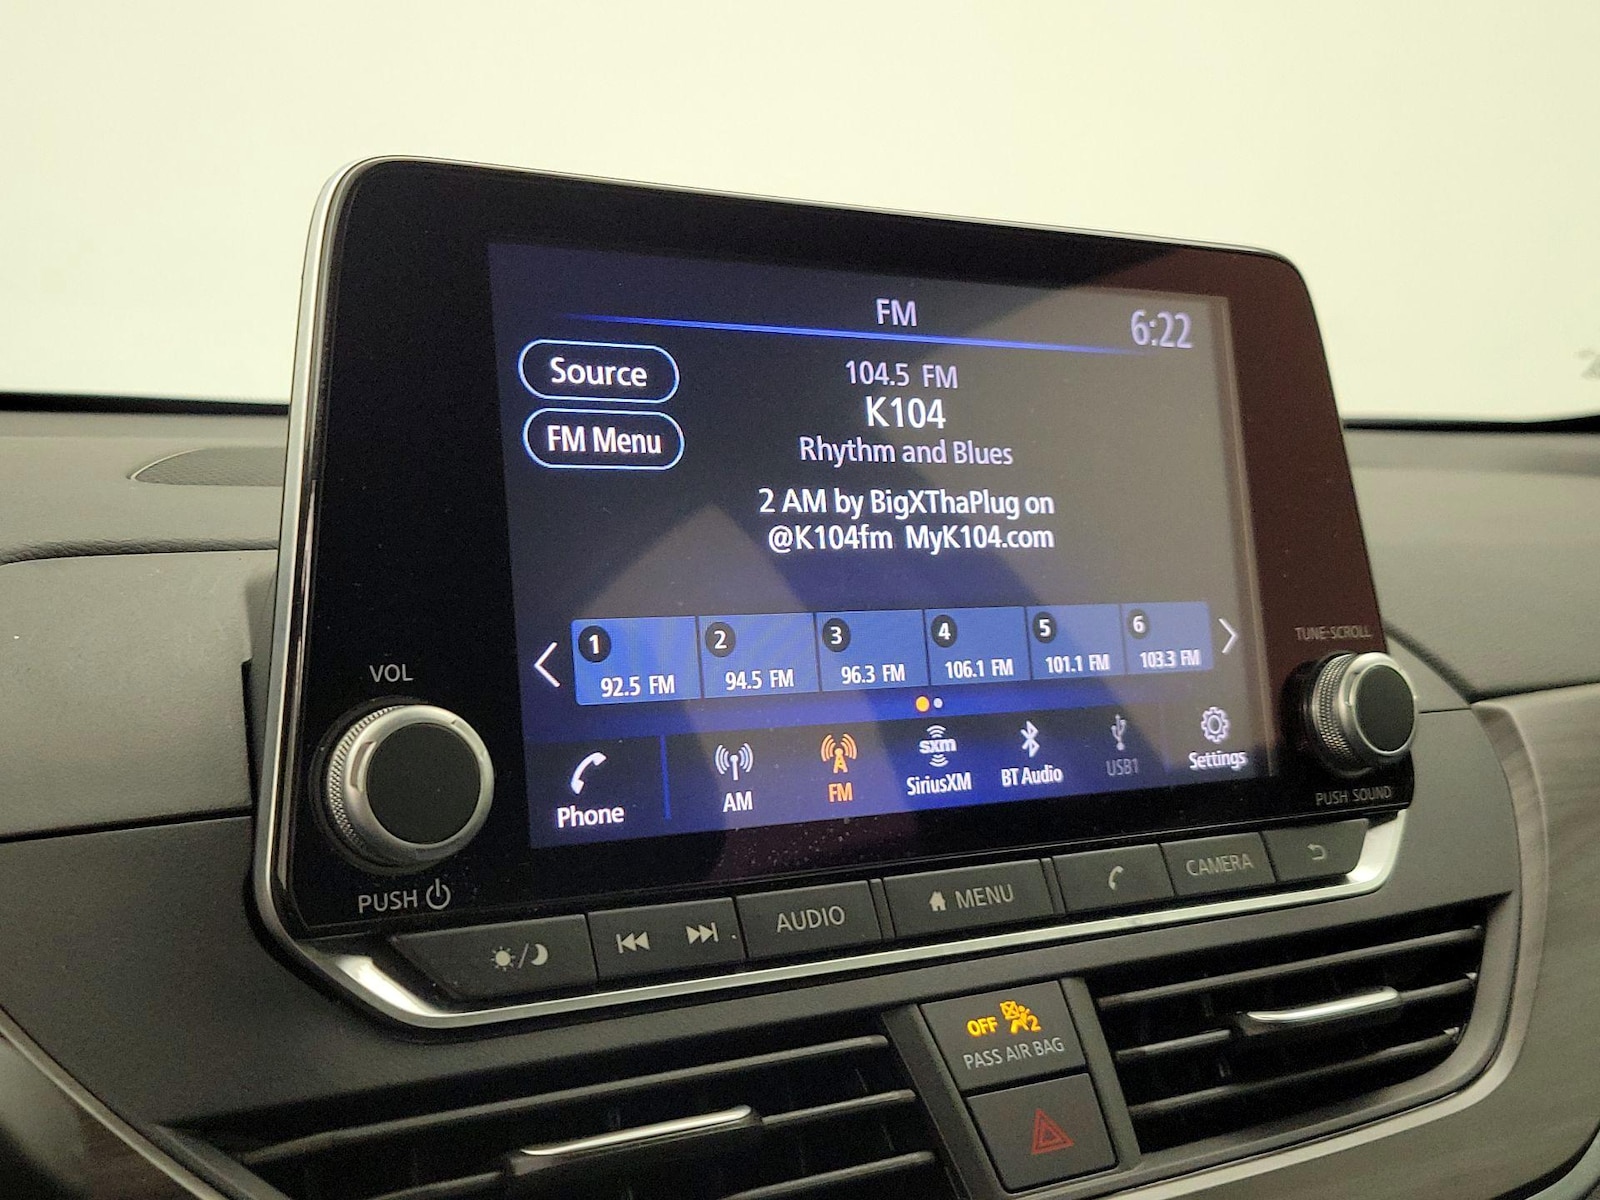 FM
6:22
Source
FM Menu
104.5 FM
K104
Rhythm and Blues
2 AM by BigXThaPlug on
@K104fm MyK104.com
1
92.5 FM
2
94.5 FM
3
96.3 FM
4
106.1 FM
5
101.1 FM
6
103.3 FM
Phone
AM
FM
sxm
SiriusXM
BT Audio
USB1
Settings
VOL
PUSH
TUNE·SCROLL
PUSH SOUND
AUDIO
MENU
CAMERA
OFF
2
PASS AIR BAG